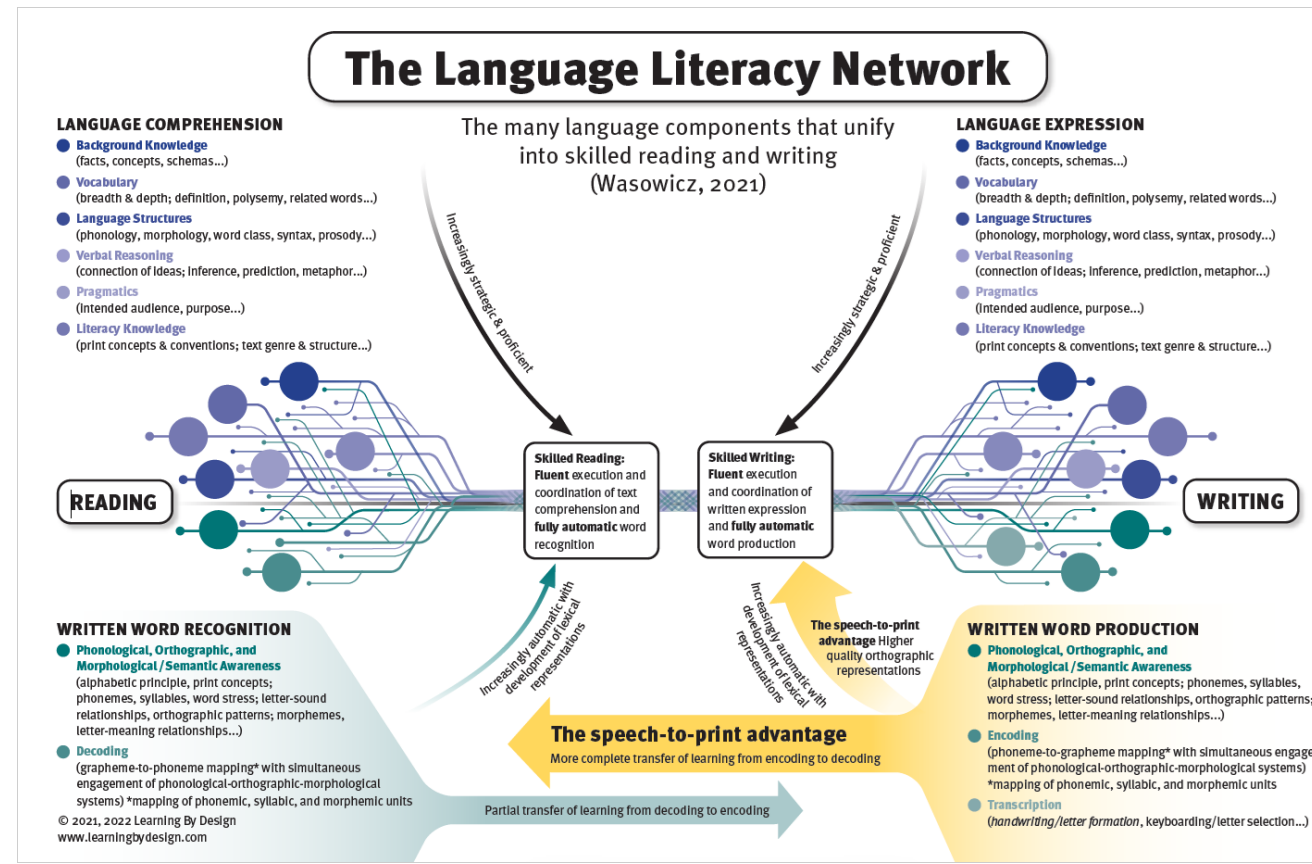 The Language Literacy Network
The many language components that unify
into skilled reading and writing
(Wasowicz, 2021)
LANGUAGE COMPREHENSION
Background Knowledge
(facts, concepts, schemas...)
Vocabulary
(breadth & depth; definition, polysemy, related words...)
Language Structures
(phonology, morphology, word class, syntax, prosody...)
Verbal Reasoning
(connection of ideas; inference, prediction, metaphor...)
Pragmatics
(intended audience, purpose...)
Literacy Knowledge
(print concepts & conventions; text genre & structure...)
LANGUAGE EXPRESSION
Background Knowledge
(facts, concepts, schemas...)
Vocabulary
(breadth & depth; definition, polysemy, related words...)
Language Structures
(phonology, morphology, word class, syntax, prosody...)
Verbal Reasoning
(connection of ideas; inference, prediction, metaphor...)
Pragmatics
(intended audience, purpose...)
Literacy Knowledge
(print concepts & conventions; text genre & structure...)
Increasingly strategic & proficient
Increasingly strategic & proficient
READING
Skilled Reading:
Fluent execution and
coordination of text
comprehension and
fully automatic word
recognition
Skilled Writing:
Fluent execution
and coordination of
written expression
and fully automatic
word production
WRITING
Increasingly automatic with
development of lexical
representations
Increasingly automatic with
development of lexical
representations
The speech-to-print
advantage Higher
quality orthographic
representations
WRITTEN WORD RECOGNITION
Phonological, Orthographic, and
Morphological/Semantic Awareness
(alphabetic principle, print concepts;
phonemes, syllables, word stress; letter-sound
relationships, orthographic patterns; morphemes,
letter-meaning relationships...)
Decoding
(grapheme-to-phoneme mapping* with simultaneous
engagement of phonological-orthographic-morphological
systems) *mapping of phonemic, syllabic, and morphemic units
© 2021, 2022 Learning By Design
www.learningbydesign.com
The speech-to-print advantage
More complete transfer of learning from encoding to decoding
Partial transfer of learning from decoding to encoding
WRITTEN WORD PRODUCTION
Phonological, Orthographic, and
Morphological/Semantic Awareness
(alphabetic principle, print concepts; phonemes, syllables,
word stress; letter-sound relationships, orthographic patterns;
morphemes, letter-meaning relationships...)
Encoding
(phoneme-to-grapheme mapping* with simultaneous engage
ment of phonological-orthographic-morphological systems)
*mapping of phonemic, syllabic, and morphemic units
Transcription
(handwriting/letter formation, keyboarding/letter selection...)